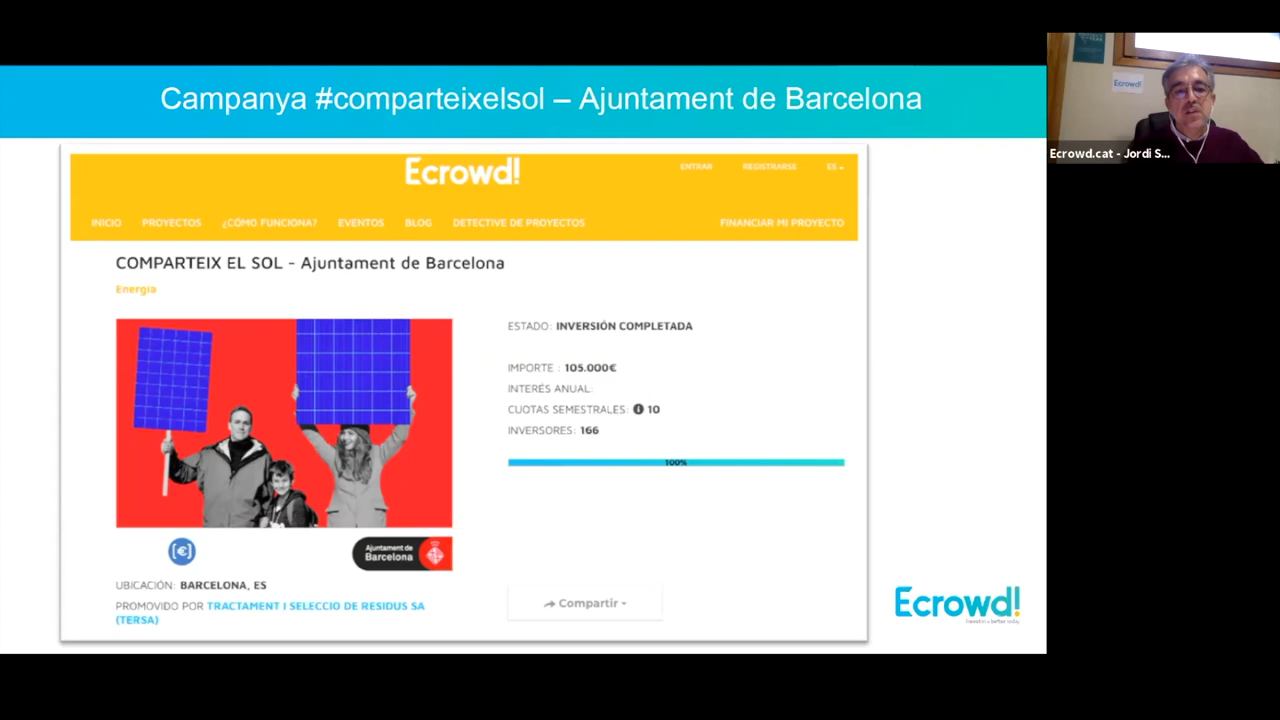 Campanya #comparteixelsol – Ajuntament de Barcelona
Ecrowd!
ENTRAR
REGISTRARSE
ES
INICIO
PROYECTOS
¿CÓMO FUNCIONA?
EVENTOS
BLOG
DETECTIVE DE PROYECTOS
FINANCIAR MI PROYECTO
COMPARTEIX EL SOL - Ajuntament de Barcelona
Energía
ESTADO: INVERSIÓN COMPLETADA
IMPORTE : 105.000€
INTERÉS ANUAL:
CUOTAS SEMESTRALES: 10
INVERSORES: 166
100%
[€]
Ajuntament de
Barcelona
UBICACIÓN: BARCELONA, ES
PROMOVIDO POR TRACTAMENT I SELECCIO DE RESIDUS SA
(TERSA)
Compartir
Ecrowd!
Ecrowd!
Ecrowd.cat - Jordi S...